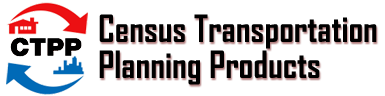 CTPP
Census Transportation
Planning Products